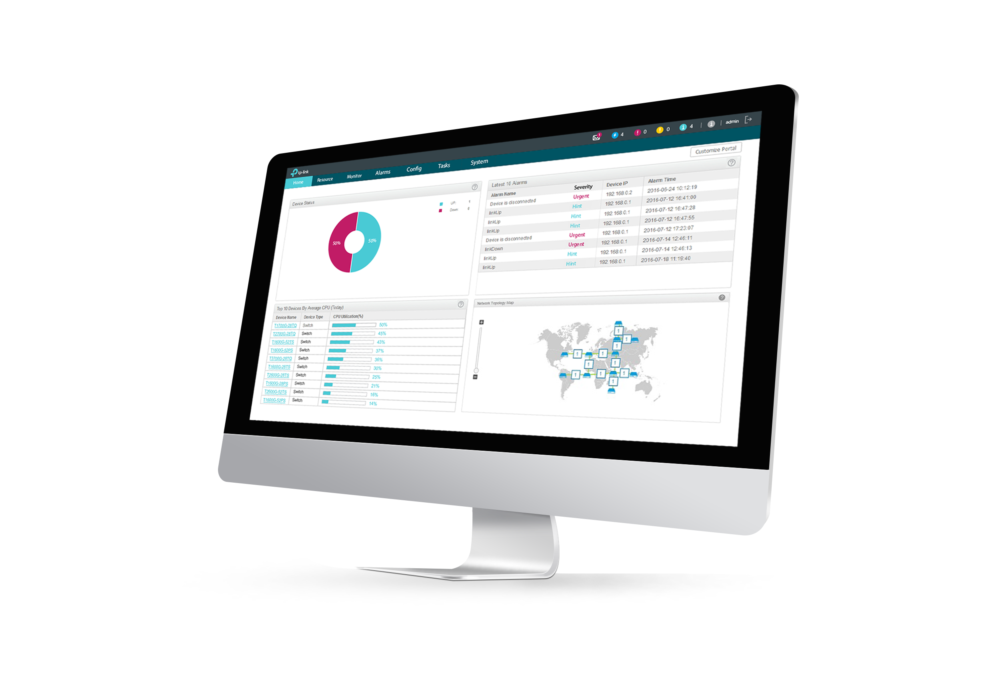 1 4 0 0 4 | | admin
tp-link
Home Resource Monitor Alarms Config Tasks System
Customize Portal
Device Status
UP: 1
Down: 0
50% 50%
Latest 10 Alarms
Alarm Name Severity Device IP Alarm Time
Device is disconnected Urgent 192.168.0.2 2016-06-24 10:12:19
linkUp Hint 192.168.0.1 2016-07-12 16:41:00
linkUp Hint 192.168.0.1 2016-07-12 16:47:28
linkUp Hint 192.168.0.1 2016-07-12 16:47:55
Device is disconnected Urgent 192.168.0.1 2016-07-12 17:23:07
linkDown Urgent 192.168.0.1 2016-07-14 12:46:11
linkUp Hint 192.168.0.1 2016-07-14 12:46:13
linkUp Hint 192.168.0.1 2016-07-18 11:19:40
Top 10 Devices By Average CPU (Today)
Device Name Device Type CPU Utilization(%)
T1700G-28TQ Switch 50%
T2700G-28TQ Switch 45%
T1600G-52TS Switch 43%
T1600G-52PS Switch 37%
T3700G-28TQ Switch 36%
T1600G-28TS Switch 30%
T2600G-28TS Switch 25%
T1600G-28PS Switch 21%
T2600G-52TS Switch 16%
T1600G-52PS Switch 14%
Network Topology Map
1
1
1
1 1
1 1
1 1 1
1